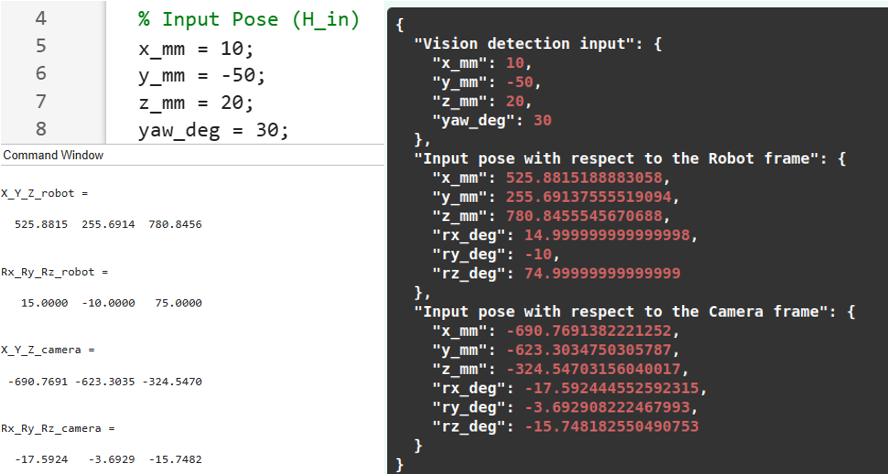 4 % Input Pose (H_in)
5 x_mm = 10;
6 y_mm = -50;
7 z_mm = 20;
8 yaw_deg = 30;
Command Window
X_Y_Z_robot =
525.8815 255.6914 780.8456
Rx_Ry_Rz_robot =
15.0000 -10.0000 75.0000
X_Y_Z_camera =
-690.7691 -623.3035 -324.5470
Rx_Ry_Rz_camera =
-17.5924 -3.6929 -15.7482
{
"Vision detection input": {
"x_mm": 10,
"y_mm": -50,
"z_mm": 20,
"yaw_deg": 30
},
"Input pose with respect to the Robot frame": {
"x_mm": 525.8815188883058,
"y_mm": 255.69137555519094,
"z_mm": 780.8455545670688,
"rx_deg": 14.999999999999998,
"ry_deg": -10,
"rz_deg": 74.99999999999999
},
"Input pose with respect to the Camera frame": {
"x_mm": -690.7691382221252,
"y_mm": -623.3034750305787,
"z_mm": -324.54703156040017,
"rx_deg": -17.592444552592315,
"ry_deg": -3.692908222467993,
"rz_deg": -15.748182550490753
}
}